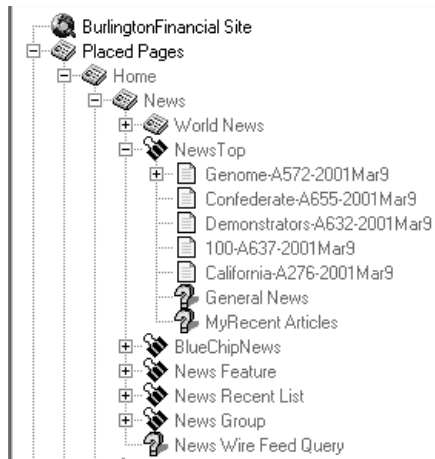 BurlingtonFinancial Site
Placed Pages
Home
News
World News
NewsTop
Genome-A572-2001Mar9
Confederate-A655-2001Mar9
Demonstrators-A632-2001Mar9
100-A637-2001Mar9
California-A276-2001Mar9
General News
MyRecent Articles
BlueChipNews
News Feature
News Recent List
News Group
News Wire Feed Query